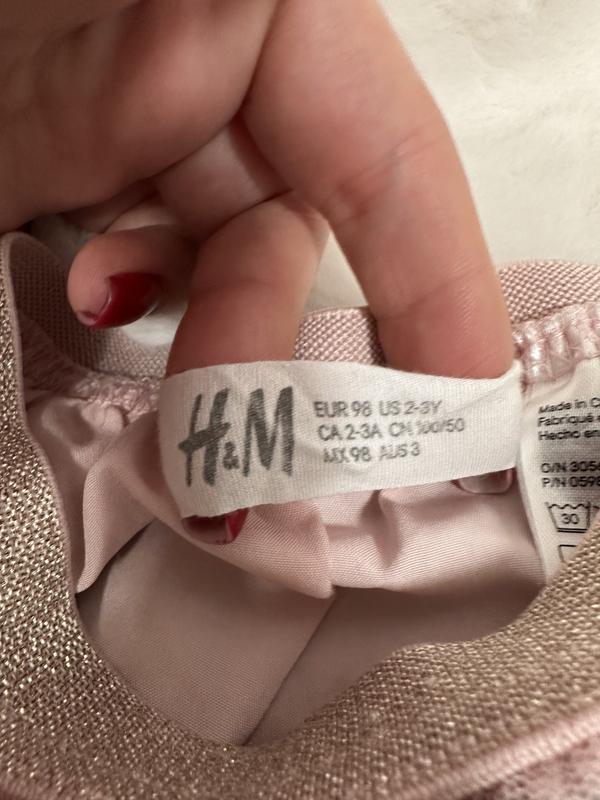 H&M
EUR 98 US 2-3Y
CA 2-3A CN 100/50
MX 98 AUS 3
Made in
Fabriqué
Hecho en
O/N
P/N
30